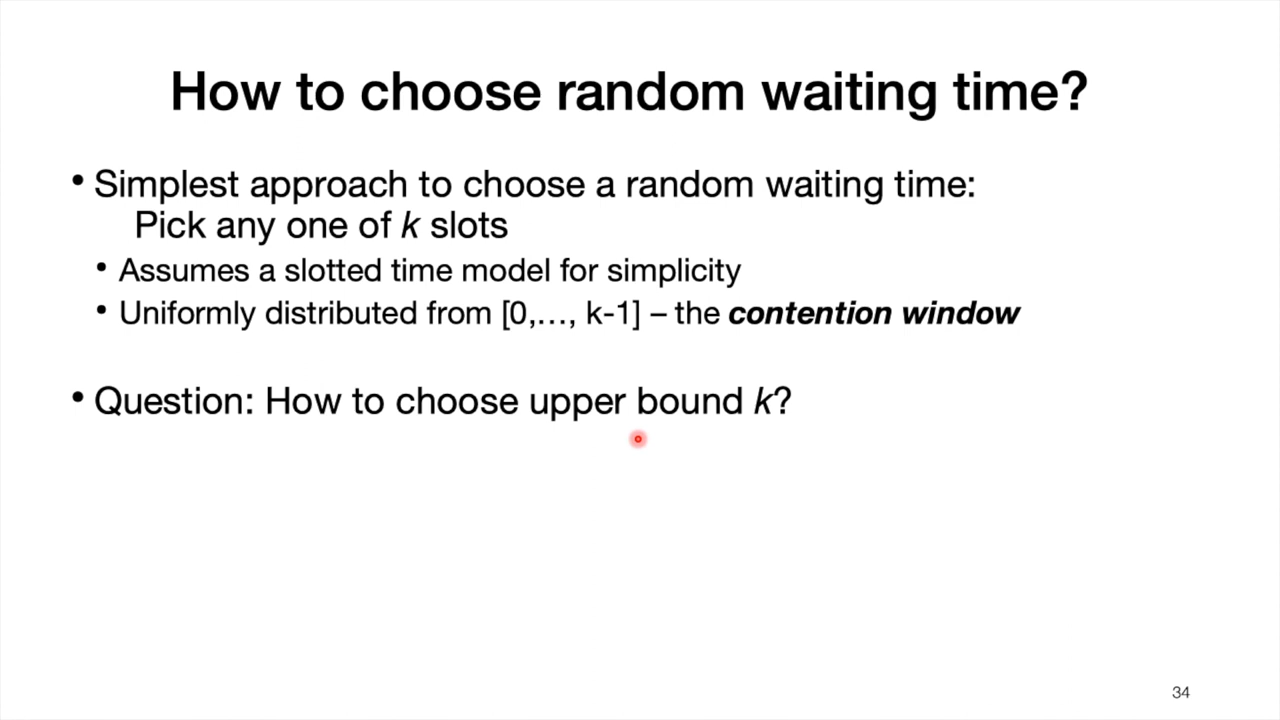 How to choose random waiting time?
• Simplest approach to choose a random waiting time:
Pick any one of k slots
• Assumes a slotted time model for simplicity
• Uniformly distributed from [0,…, k-1] – the contention window
• Question: How to choose upper bound k?
34